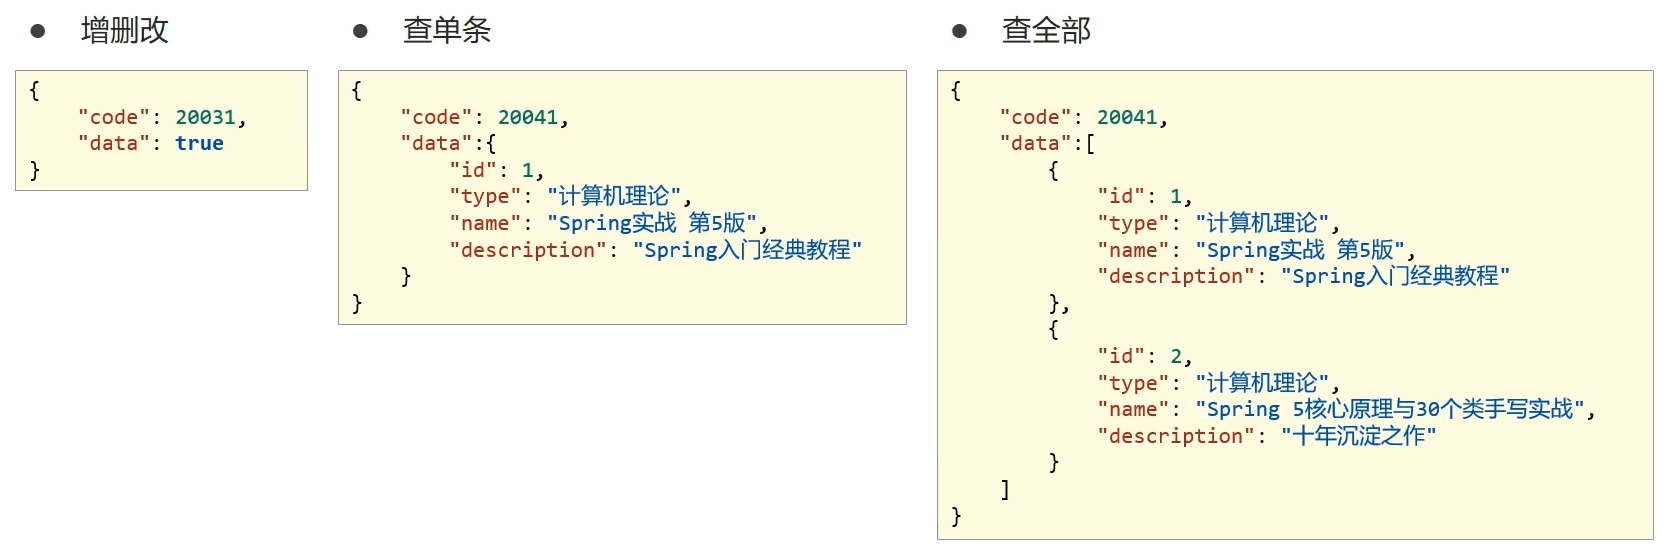 ● 增删改
{
    "code": 20031,
    "data": true
}
● 查单条
{
    "code": 20041,
    "data":{
        "id": 1,
        "type": "计算机理论",
        "name": "Spring实战 第5版",
        "description": "Spring入门经典教程"
    }
}
● 查全部
{
    "code": 20041,
    "data":[
        {
            "id": 1,
            "type": "计算机理论",
            "name": "Spring实战 第5版",
            "description": "Spring入门经典教程"
        },
        {
            "id": 2,
            "type": "计算机理论",
            "name": "Spring 5核心原理与30个类手写实战",
            "description": "十年沉淀之作"
        }
    ]
}